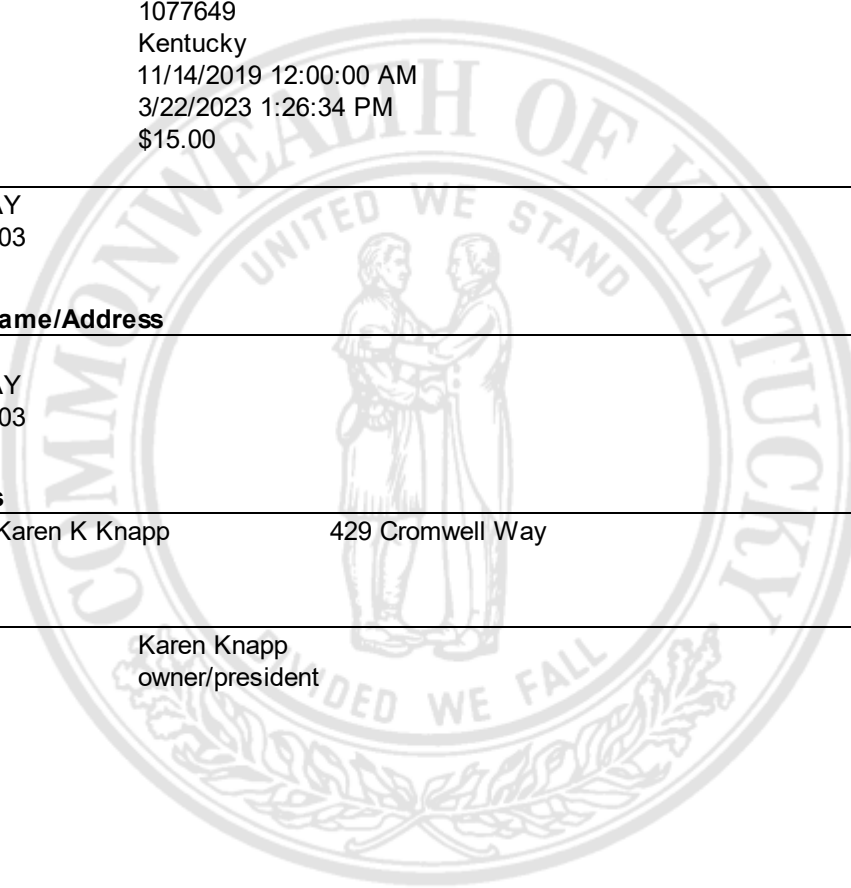 1077649
Kentucky
11/14/2019 12:00:00 AM
3/22/2023 1:26:34 PM
$15.00
AY
03
ame/Address
AY
03
s
Karen K Knapp 429 Cromwell Way
Karen Knapp
owner/president
COMMONWEALTH OF KENTUCKY
UNITED WE STAND
DIVIDED WE FALL